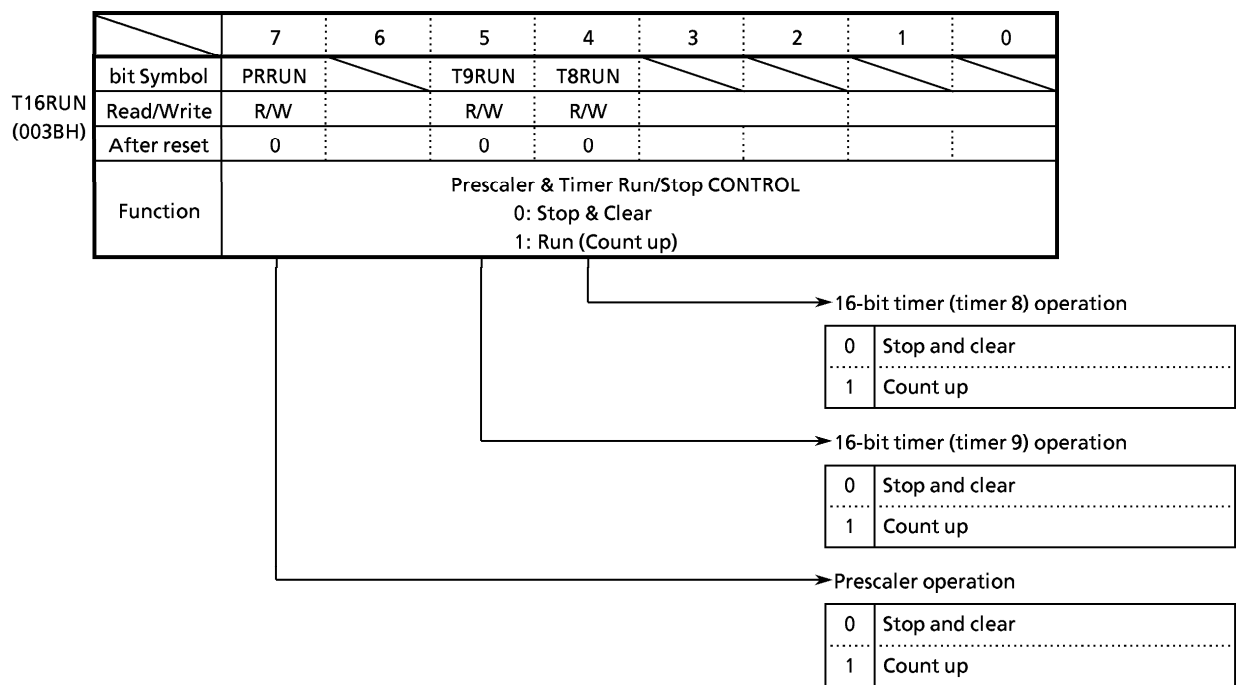 7 6 5 4 3 2 1 0
T16RUN
(003BH)
bit Symbol PRRUN T9RUN T8RUN
Read/Write R/W R/W R/W
After reset 0 0 0
Function
Prescaler & Timer Run/Stop CONTROL
0: Stop & Clear
1: Run (Count up)
16-bit timer (timer 8) operation
0 Stop and clear
1 Count up
16-bit timer (timer 9) operation
0 Stop and clear
1 Count up
Prescaler operation
0 Stop and clear
1 Count up